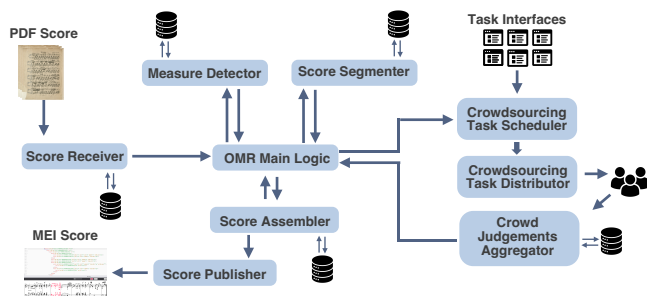 Task Interfaces
PDF Score
Measure Detector
Score Segmenter
Crowdsourcing
Task Scheduler
Score Receiver
OMR Main Logic
Crowdsourcing
Task Distributor
Score Assembler
Crowd
Judgements
Aggregator
MEI Score
Score Publisher